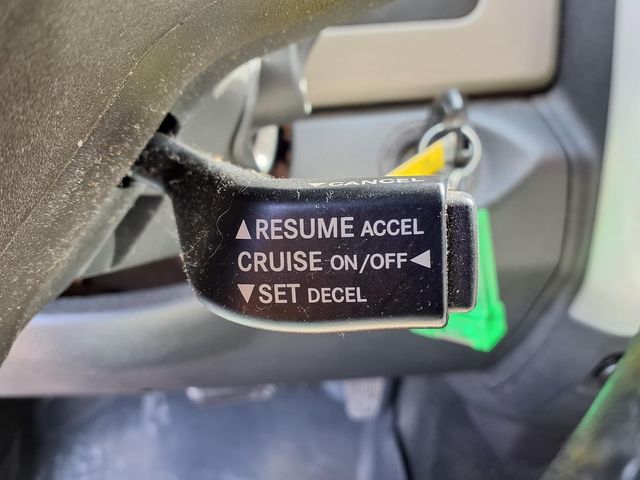 ▼CANCEL
▲RESUME ACCEL
CRUISE ON/OFF◄
▼SET DECEL